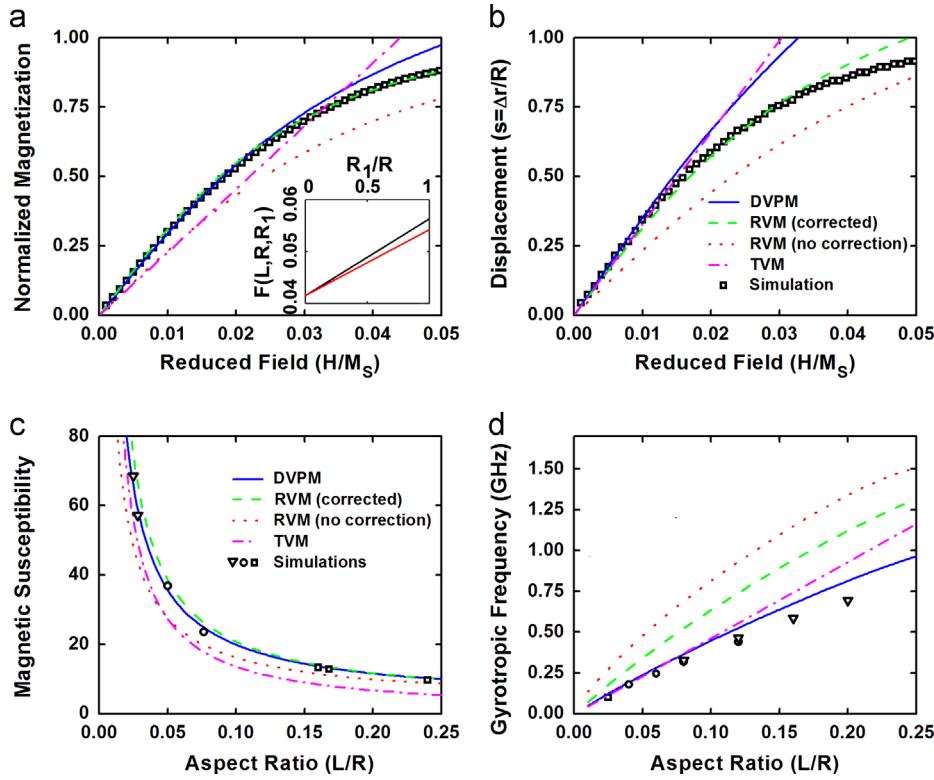 a
Normalized Magnetization
1.00
0.75
0.50
0.25
0.00
0.00 0.01 0.02 0.03 0.04 0.05
Reduced Field (H/M_S)
R_1/R
0 0.5 1
F(L,R,R_1)
0.06
0.05
0.04
b
Displacement (s=Δr/R)
1.00
0.75
0.50
0.25
0.00
0.00 0.01 0.02 0.03 0.04 0.05
Reduced Field (H/M_S)
DVPM
RVM (corrected)
RVM (no correction)
TVM
Simulation
c
Magnetic Susceptibility
80
60
40
20
0
0.00 0.05 0.10 0.15 0.20 0.25
Aspect Ratio (L/R)
DVPM
RVM (corrected)
RVM (no correction)
TVM
Simulations
d
Gyrotropic Frequency (GHz)
1.50
1.25
1.00
0.75
0.50
0.25
0.00
0.00 0.05 0.10 0.15 0.20 0.25
Aspect Ratio (L/R)